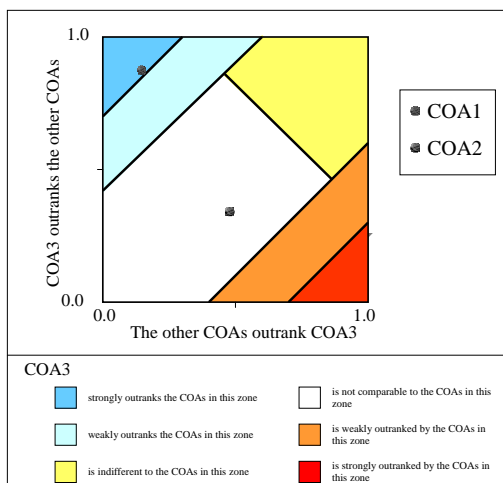 1.0
COA3 outranks the other COAs
0.0
0.0
1.0
The other COAs outrank COA3
COA1
COA2
COA3
strongly outranks the COAs in this zone
weakly outranks the COAs in this zone
is indifferent to the COAs in this zone
is not comparable to the COAs in this
zone
is weakly outranked by the COAs in
this zone
is strongly outranked by the COAs in
this zone